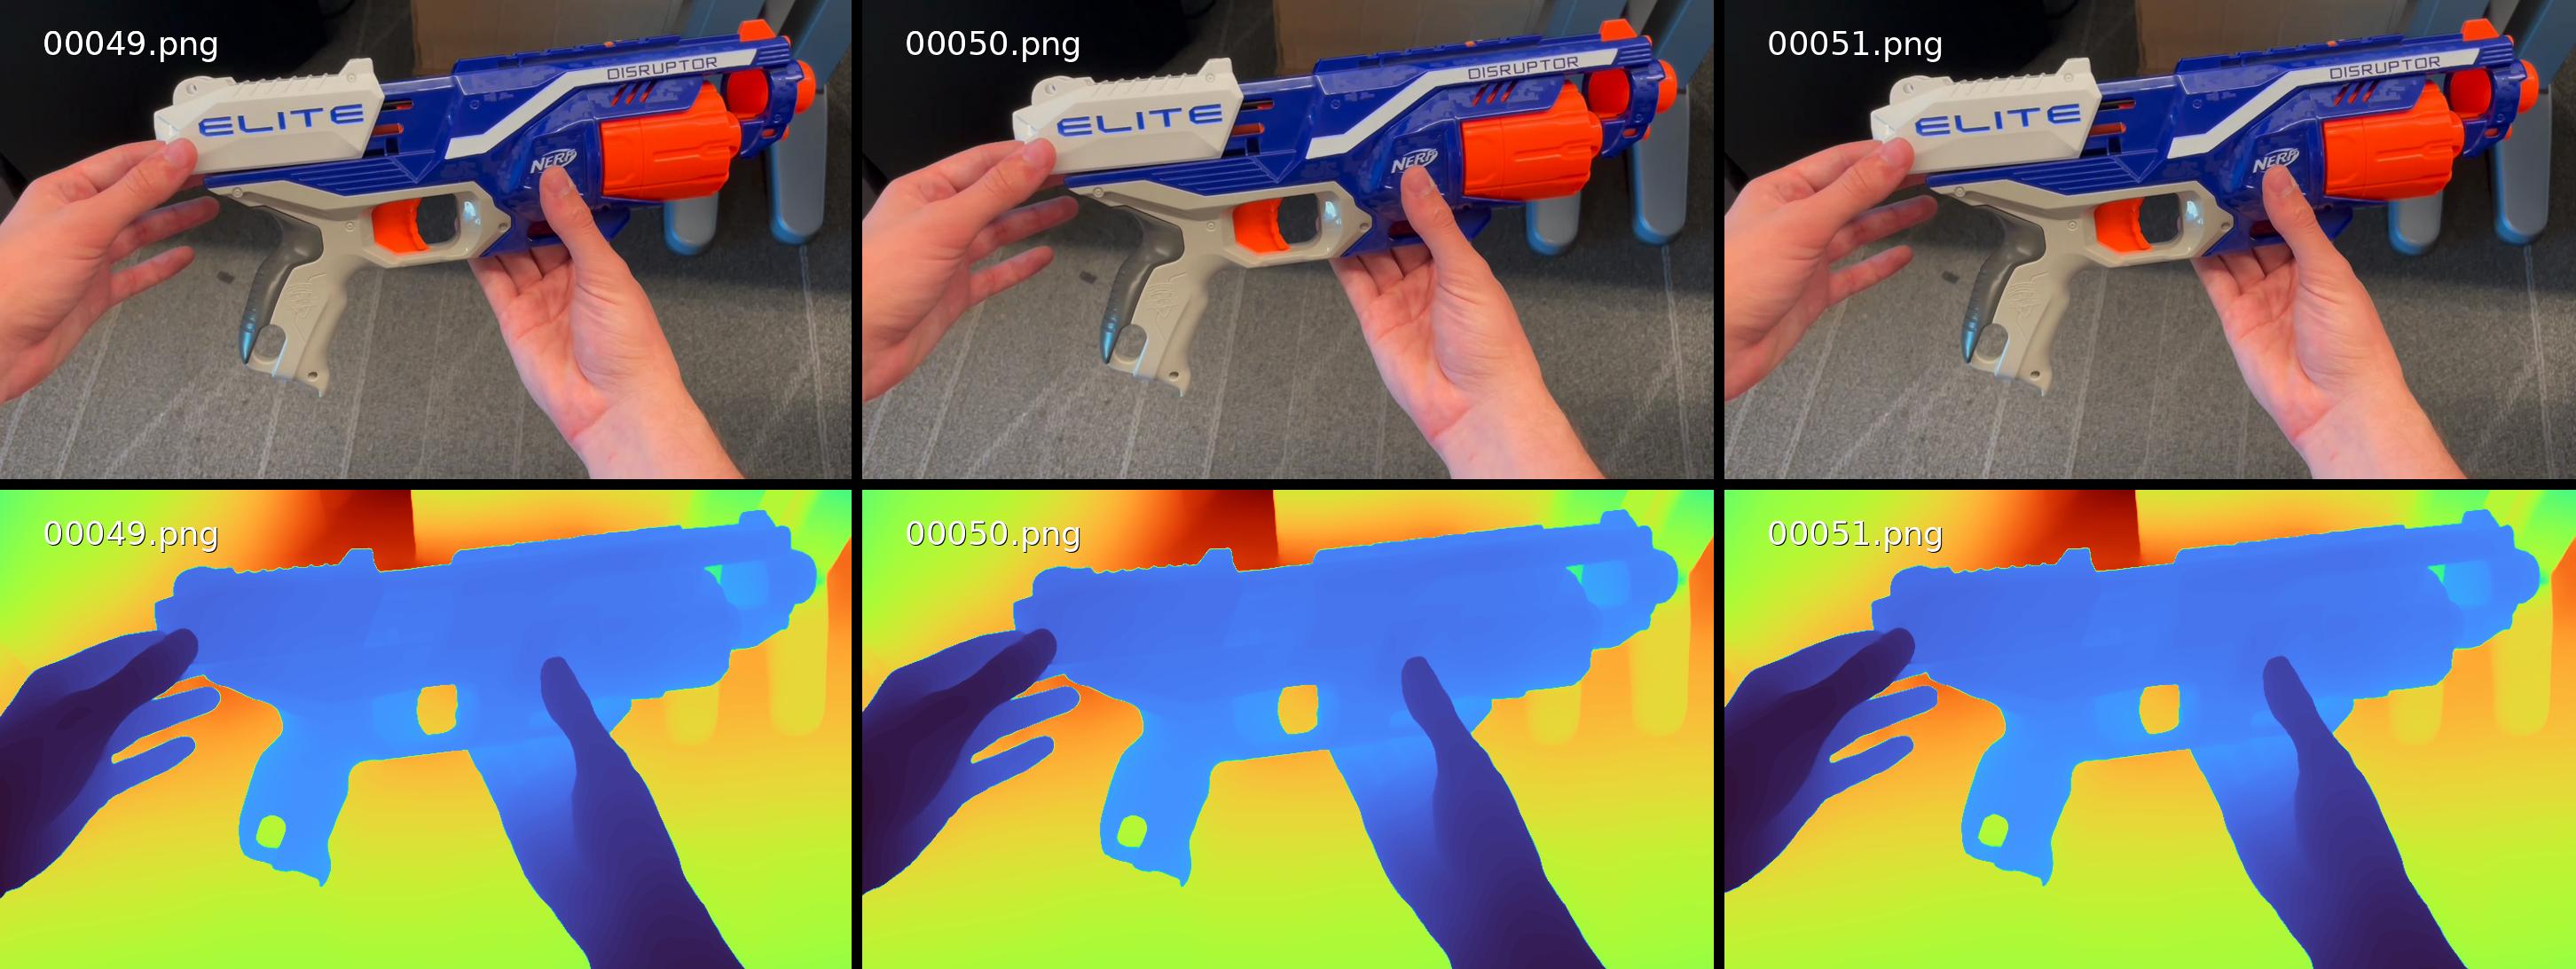 00049.png
00050.png
00051.png
DISRUPTOR
DISRUPTOR
DISRUPTOR
ELITE
ELITE
ELITE
NERF
NERF
NERF
00049.png
00050.png
00051.png